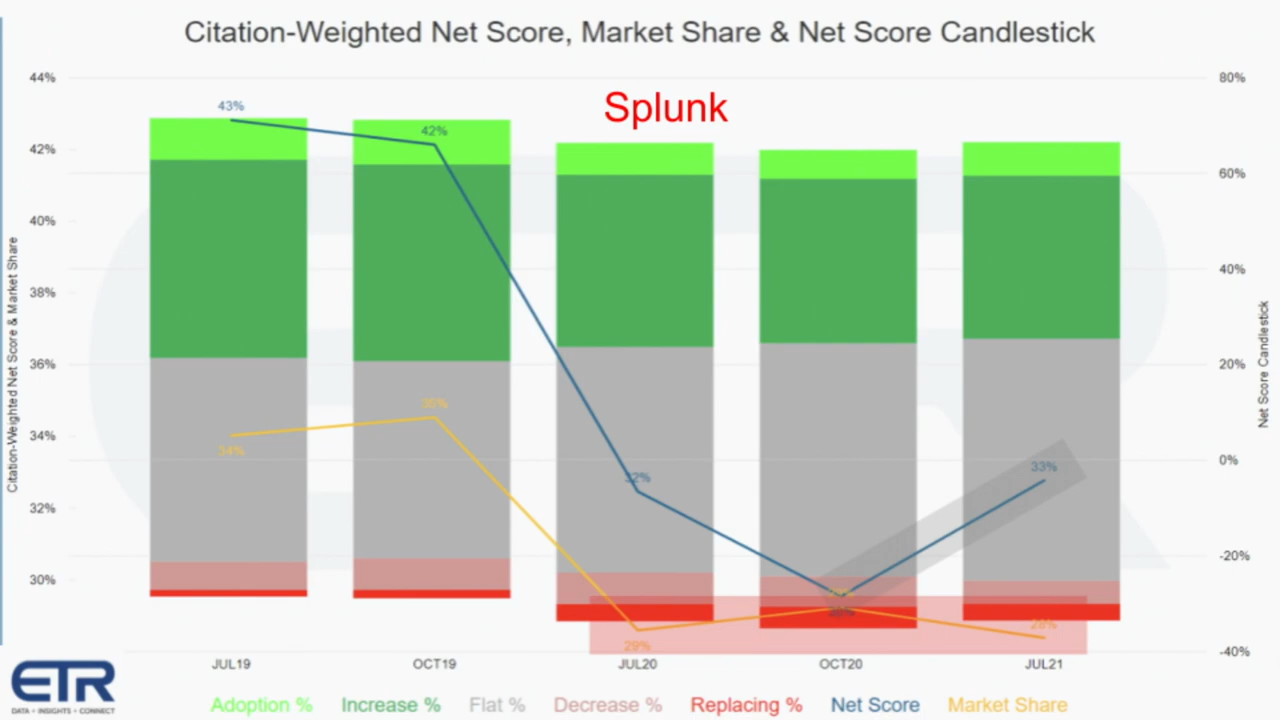 Citation-Weighted Net Score, Market Share & Net Score Candlestick
Splunk
44%
42%
40%
38%
36%
34%
32%
30%
Citation-Weighted Net Score & Market Share
80%
60%
40%
20%
0%
-20%
-40%
Net Score Candlestick
43%
42%
32%
33%
34%
35%
29%
28%
JUL19
OCT19
JUL20
OCT20
JUL21
ETR
DATA • INSIGHTS • CONNECT
Adoption % Increase % Flat % Decrease % Replacing % Net Score Market Share